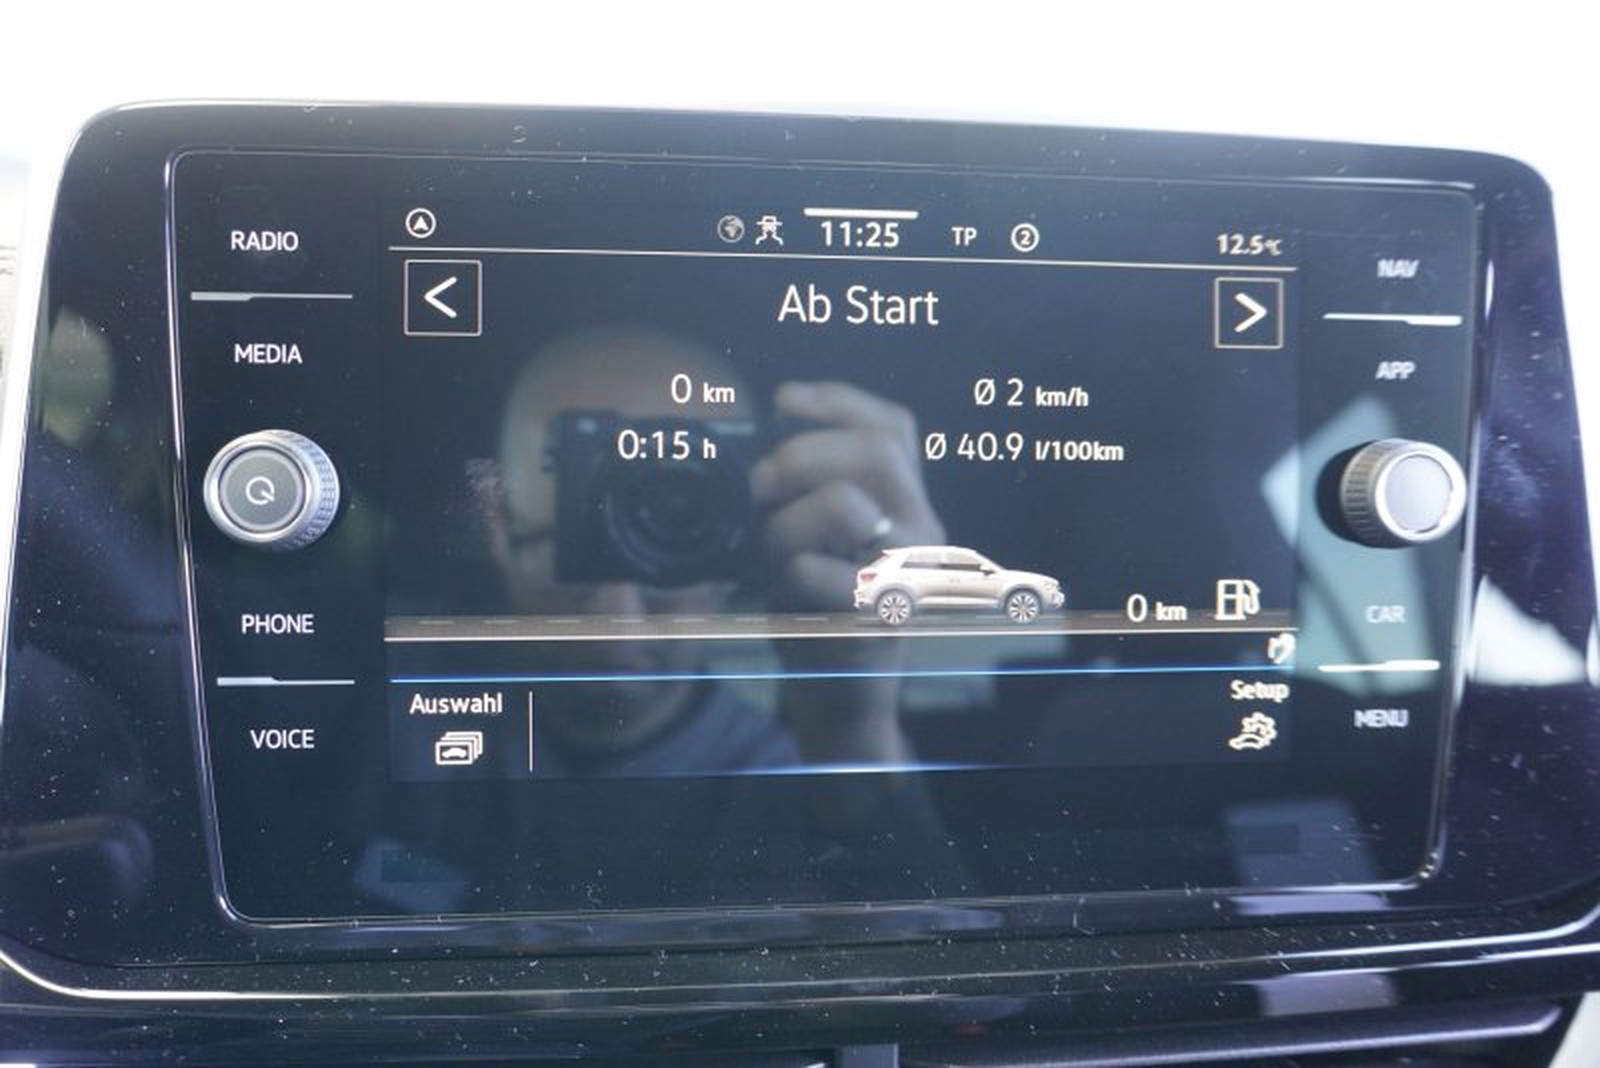 RADIO
MEDIA
PHONE
VOICE
11:25 TP 2 12.5°C
< Ab Start >
0 km Ø 2 km/h
0:15 h Ø 40.9 l/100km
0 km
Auswahl
Setup
NAV
APP
CAR
MENU